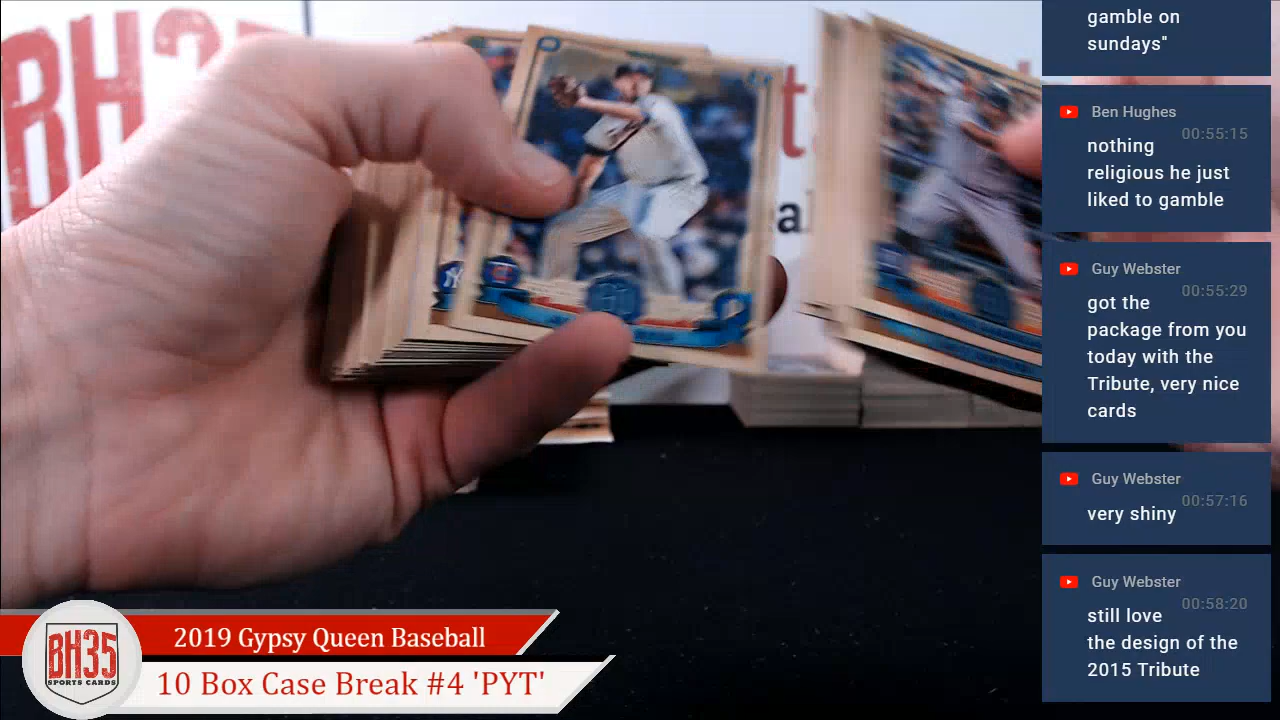 gamble on
sundays"
Ben Hughes
00:55:15
nothing
religious he just
liked to gamble
Guy Webster
00:55:29
got the
package from you
today with the
Tribute, very nice
cards
Guy Webster
00:57:16
very shiny
Guy Webster
00:58:20
still love
the design of the
2015 Tribute
BH3
2019 Gypsy Queen Baseball
BH35
SPORTS CARDS
10 Box Case Break #4 'PYT'